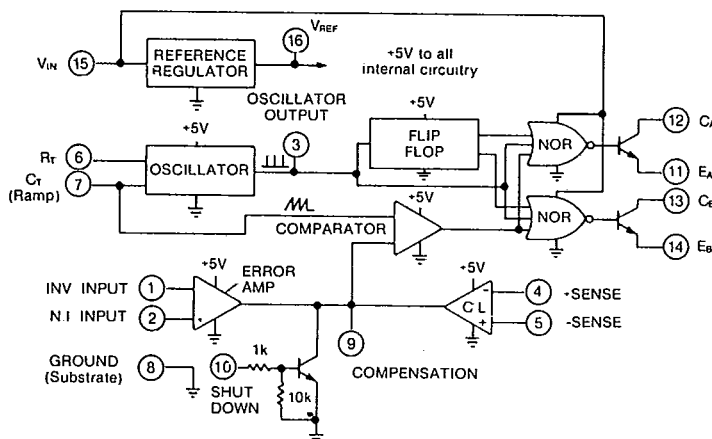 VIN 15
REFERENCE
REGULATOR
16 VREF
+5V to all
internal circuitry
OSCILLATOR
OUTPUT
3
12 CA
RT 6
+5V
OSCILLATOR
+5V
FLIP
FLOP
NOR
11 EA
CT 7
(Ramp)
COMPARATOR
+5V
NOR
13 CB
14 EB
INV INPUT 1
+5V
ERROR
AMP
+5V
- 4 +SENSE
C L
N.I INPUT 2
+ 5 -SENSE
9
COMPENSATION
GROUND 8
(Substrate)
10
SHUT
DOWN
1k
10k